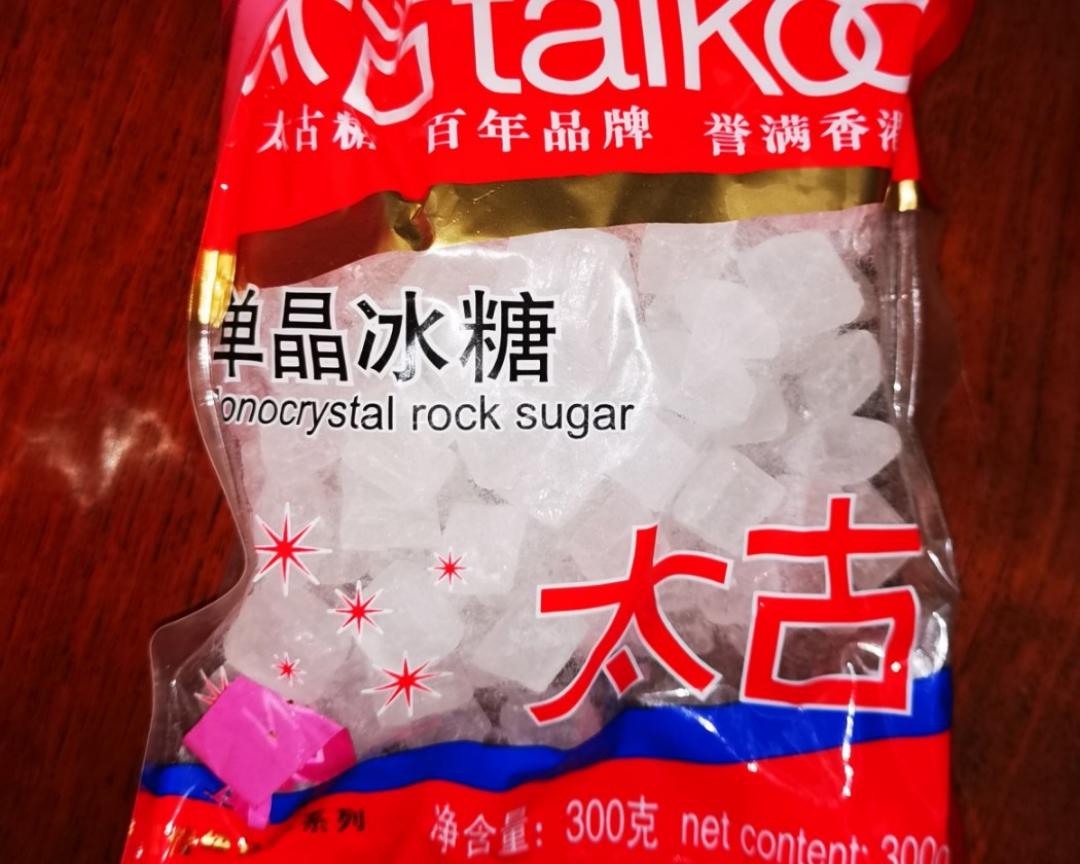 taikoo
太古糖 百年品牌 誉满香港
单晶冰糖
onocrystal rock sugar
太古
系列
净含量：300克 net content: 300g